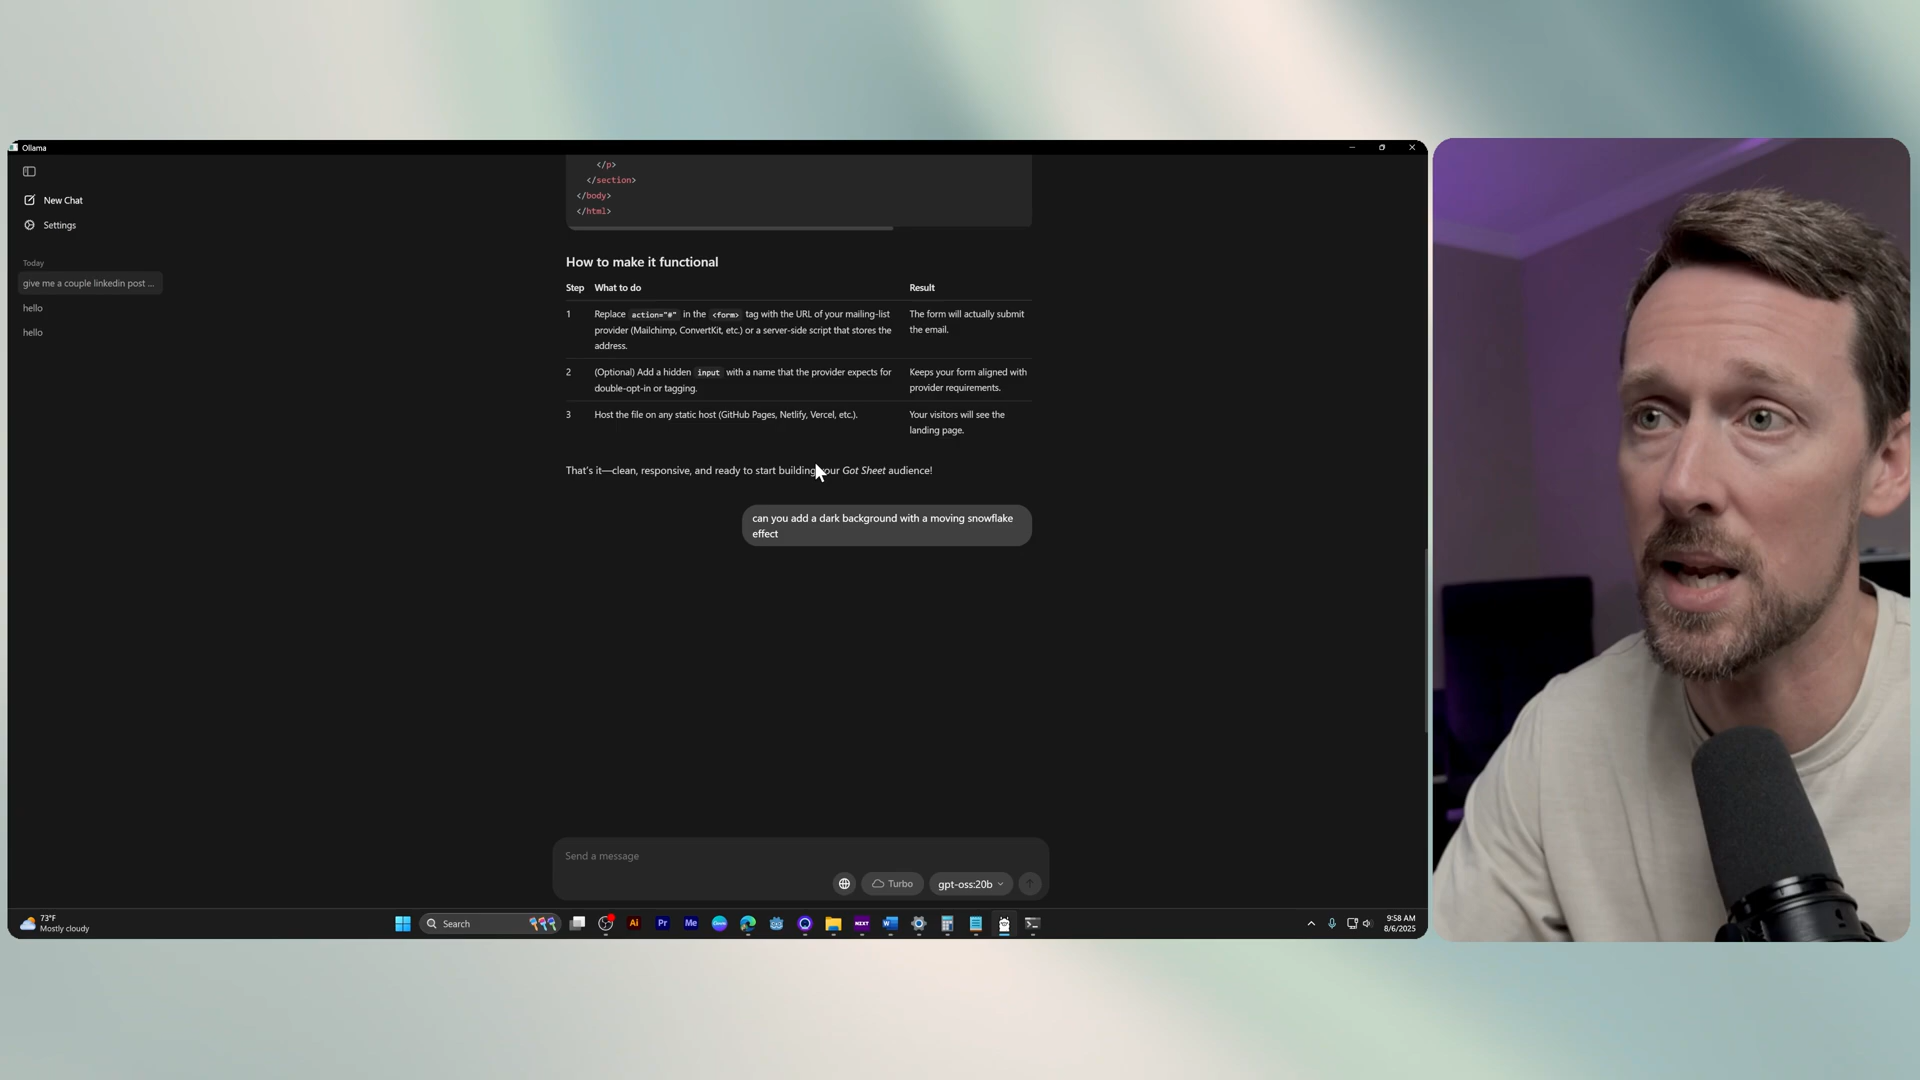 Ollama
New Chat
Settings
Today
give me a couple linkedin post ...
hello
hello
</p>
</section>
</body>
</html>
How to make it functional
Step What to do Result
1 Replace action="#" in the <form> tag with the URL of your mailing-list The form will actually submit
provider (Mailchimp, ConvertKit, etc.) or a server-side script that stores the the email.
address.
2 (Optional) Add a hidden input with a name that the provider expects for Keeps your form aligned with
double-opt-in or tagging. provider requirements.
3 Host the file on any static host (GitHub Pages, Netlify, Vercel, etc.). Your visitors will see the
landing page.
That's it—clean, responsive, and ready to start building your Got Sheet audience!
can you add a dark background with a moving snowflake
effect
Send a message
Turbo
gpt-oss:20b
73°F
Mostly cloudy
Search
Ai
Pr
Me
NEXT
9:58 AM
8/6/2025